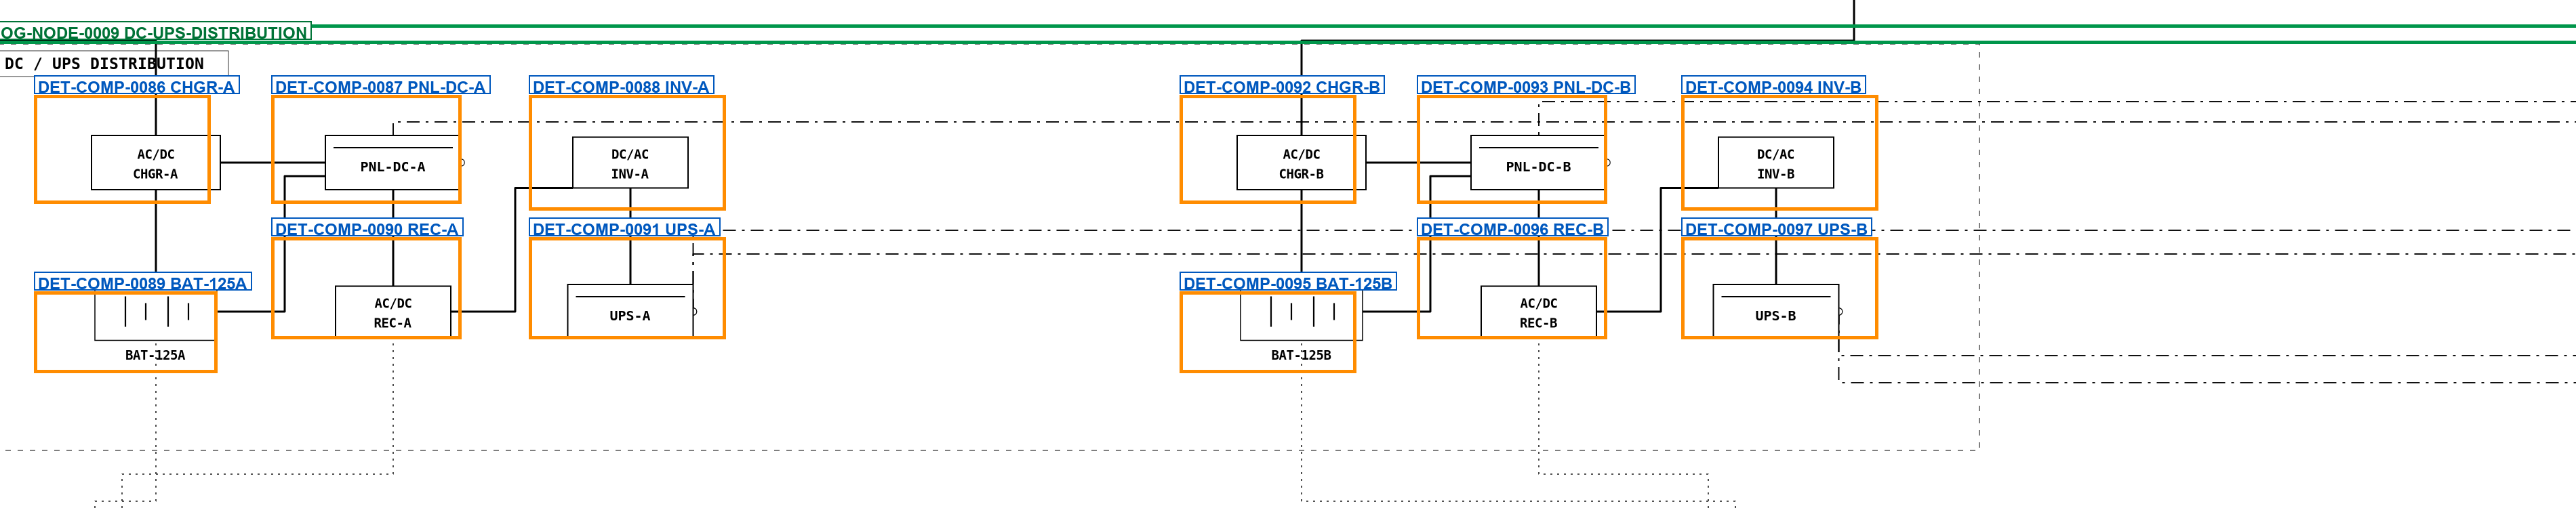 OG-NODE-0009 DC-UPS-DISTRIBUTION
DC / UPS DISTRIBUTION
DET-COMP-0086 CHGR-A
DET-COMP-0087 PNL-DC-A
DET-COMP-0088 INV-A
DET-COMP-0092 CHGR-B
DET-COMP-0093 PNL-DC-B
DET-COMP-0094 INV-B
AC/DC
CHGR-A
PNL-DC-A
DC/AC
INV-A
AC/DC
CHGR-B
PNL-DC-B
DC/AC
INV-B
DET-COMP-0090 REC-A
DET-COMP-0091 UPS-A
DET-COMP-0096 REC-B
DET-COMP-0097 UPS-B
DET-COMP-0089 BAT-125A
DET-COMP-0095 BAT-125B
AC/DC
REC-A
UPS-A
AC/DC
REC-B
UPS-B
BAT-125A
BAT-125B